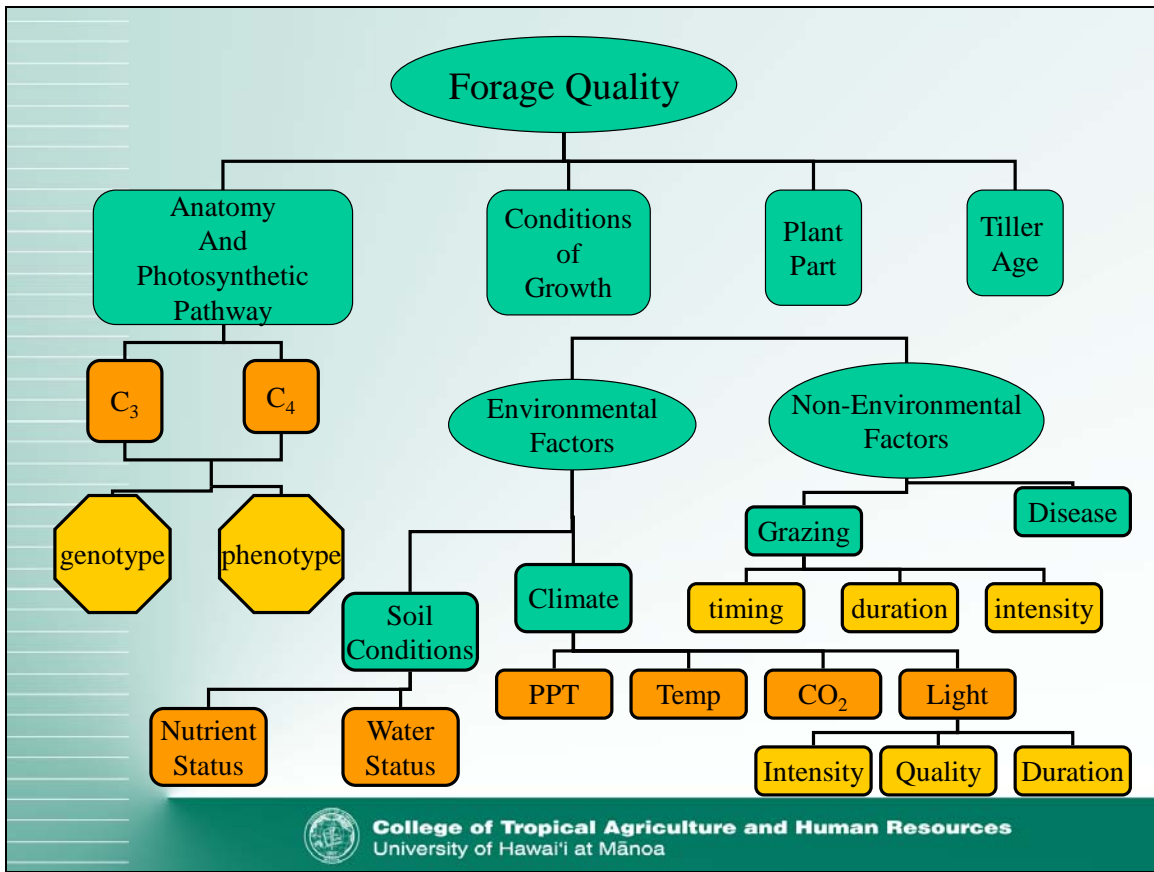 Forage Quality
Anatomy
And
Photosynthetic
Pathway
Conditions
of
Growth
Plant
Part
Tiller
Age
C₃
C₄
genotype
phenotype
Environmental
Factors
Non-Environmental
Factors
Grazing
Disease
timing
duration
intensity
Soil
Conditions
Climate
Nutrient
Status
Water
Status
PPT
Temp
CO₂
Light
Intensity
Quality
Duration
College of Tropical Agriculture and Human Resources
University of Hawai‘i at Mānoa